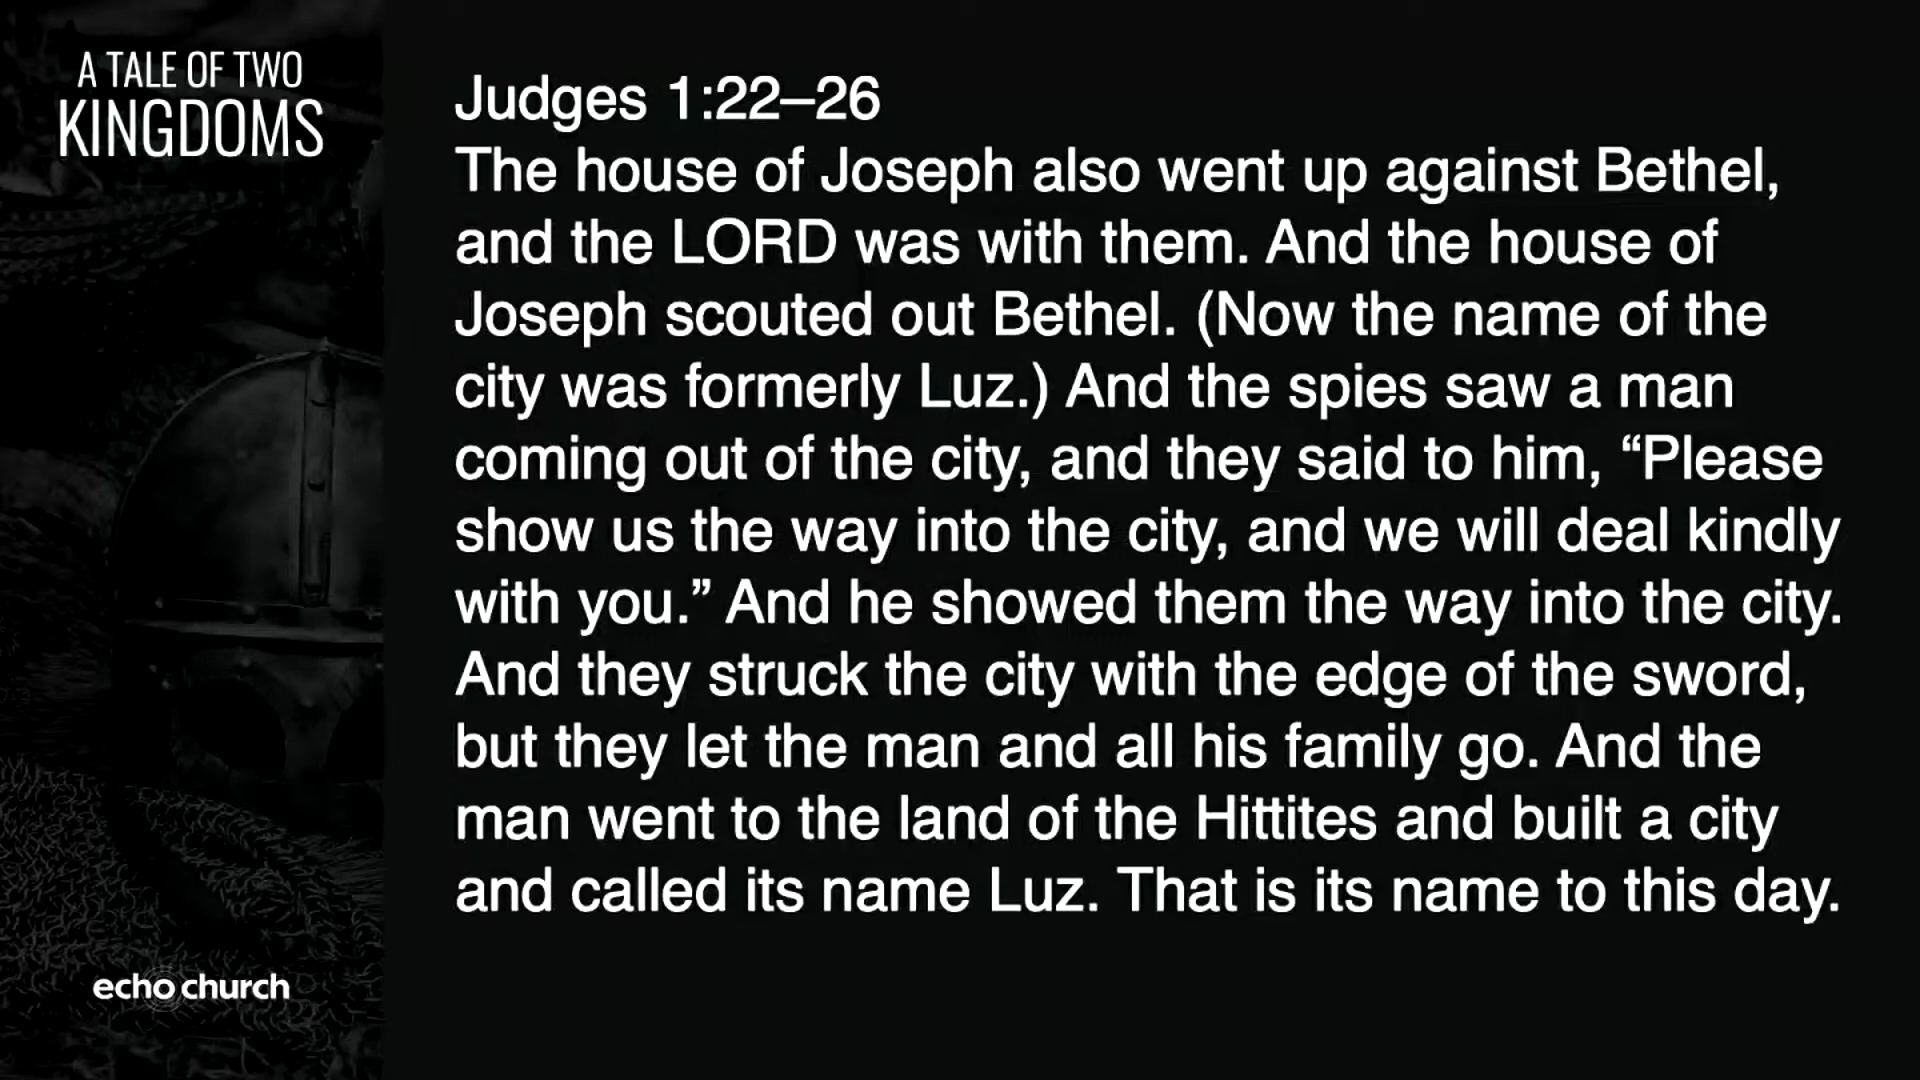 A TALE OF TWO
KINGDOMS
Judges 1:22–26
The house of Joseph also went up against Bethel,
and the LORD was with them. And the house of
Joseph scouted out Bethel. (Now the name of the
city was formerly Luz.) And the spies saw a man
coming out of the city, and they said to him, “Please
show us the way into the city, and we will deal kindly
with you.” And he showed them the way into the city.
And they struck the city with the edge of the sword,
but they let the man and all his family go. And the
man went to the land of the Hittites and built a city
and called its name Luz. That is its name to this day.
echo church